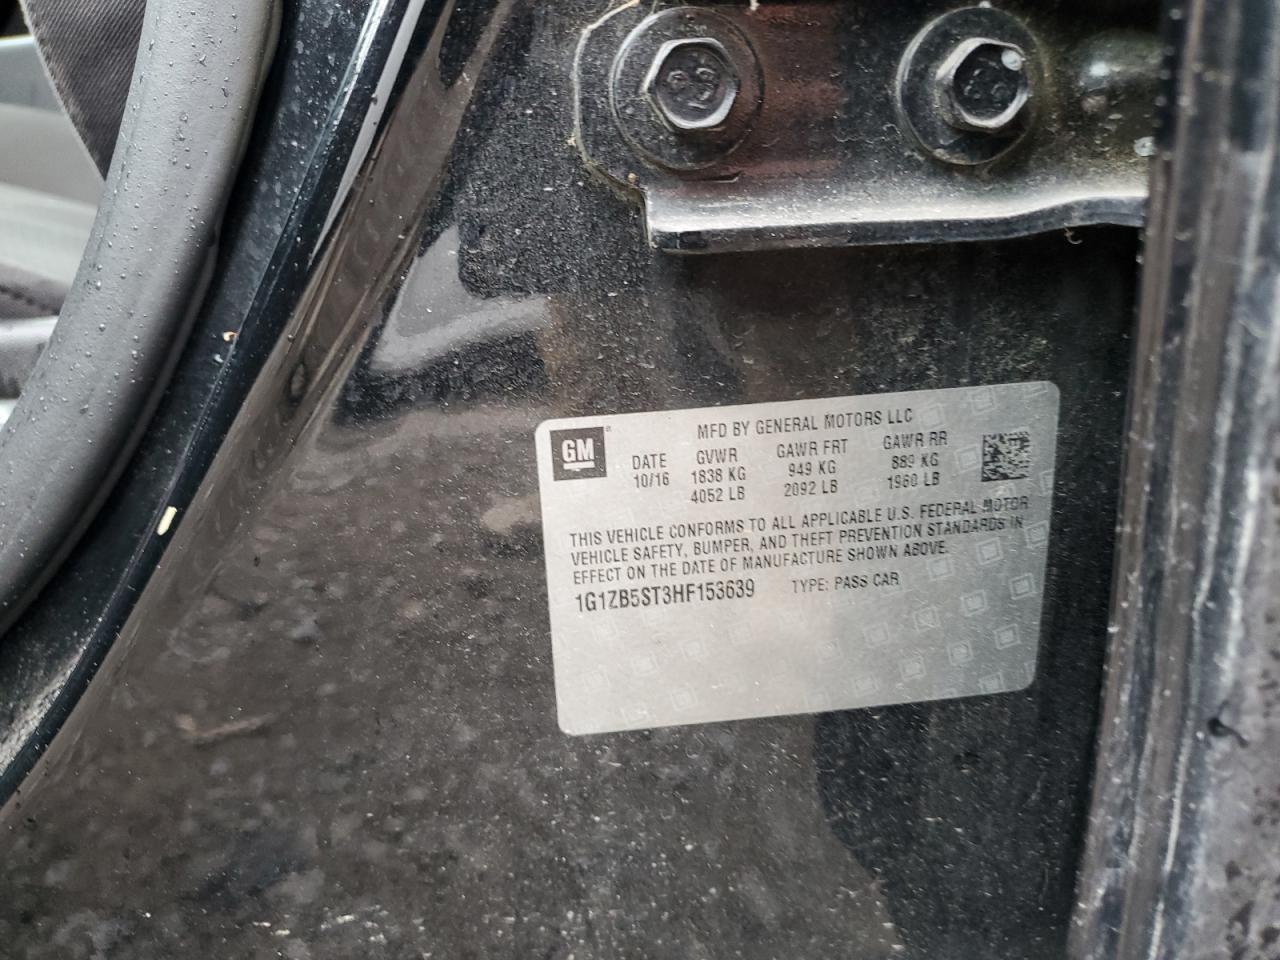 GM
MFD BY GENERAL MOTORS LLC
DATE GVWR GAWR FRT GAWR RR
10/16 1838 KG 949 KG 889 KG
4052 LB 2092 LB 1960 LB
THIS VEHICLE CONFORMS TO ALL APPLICABLE U.S. FEDERAL MOTOR
VEHICLE SAFETY, BUMPER, AND THEFT PREVENTION STANDARDS IN
EFFECT ON THE DATE OF MANUFACTURE SHOWN ABOVE.
1G1ZB5ST3HF153639 TYPE: PASS CAR